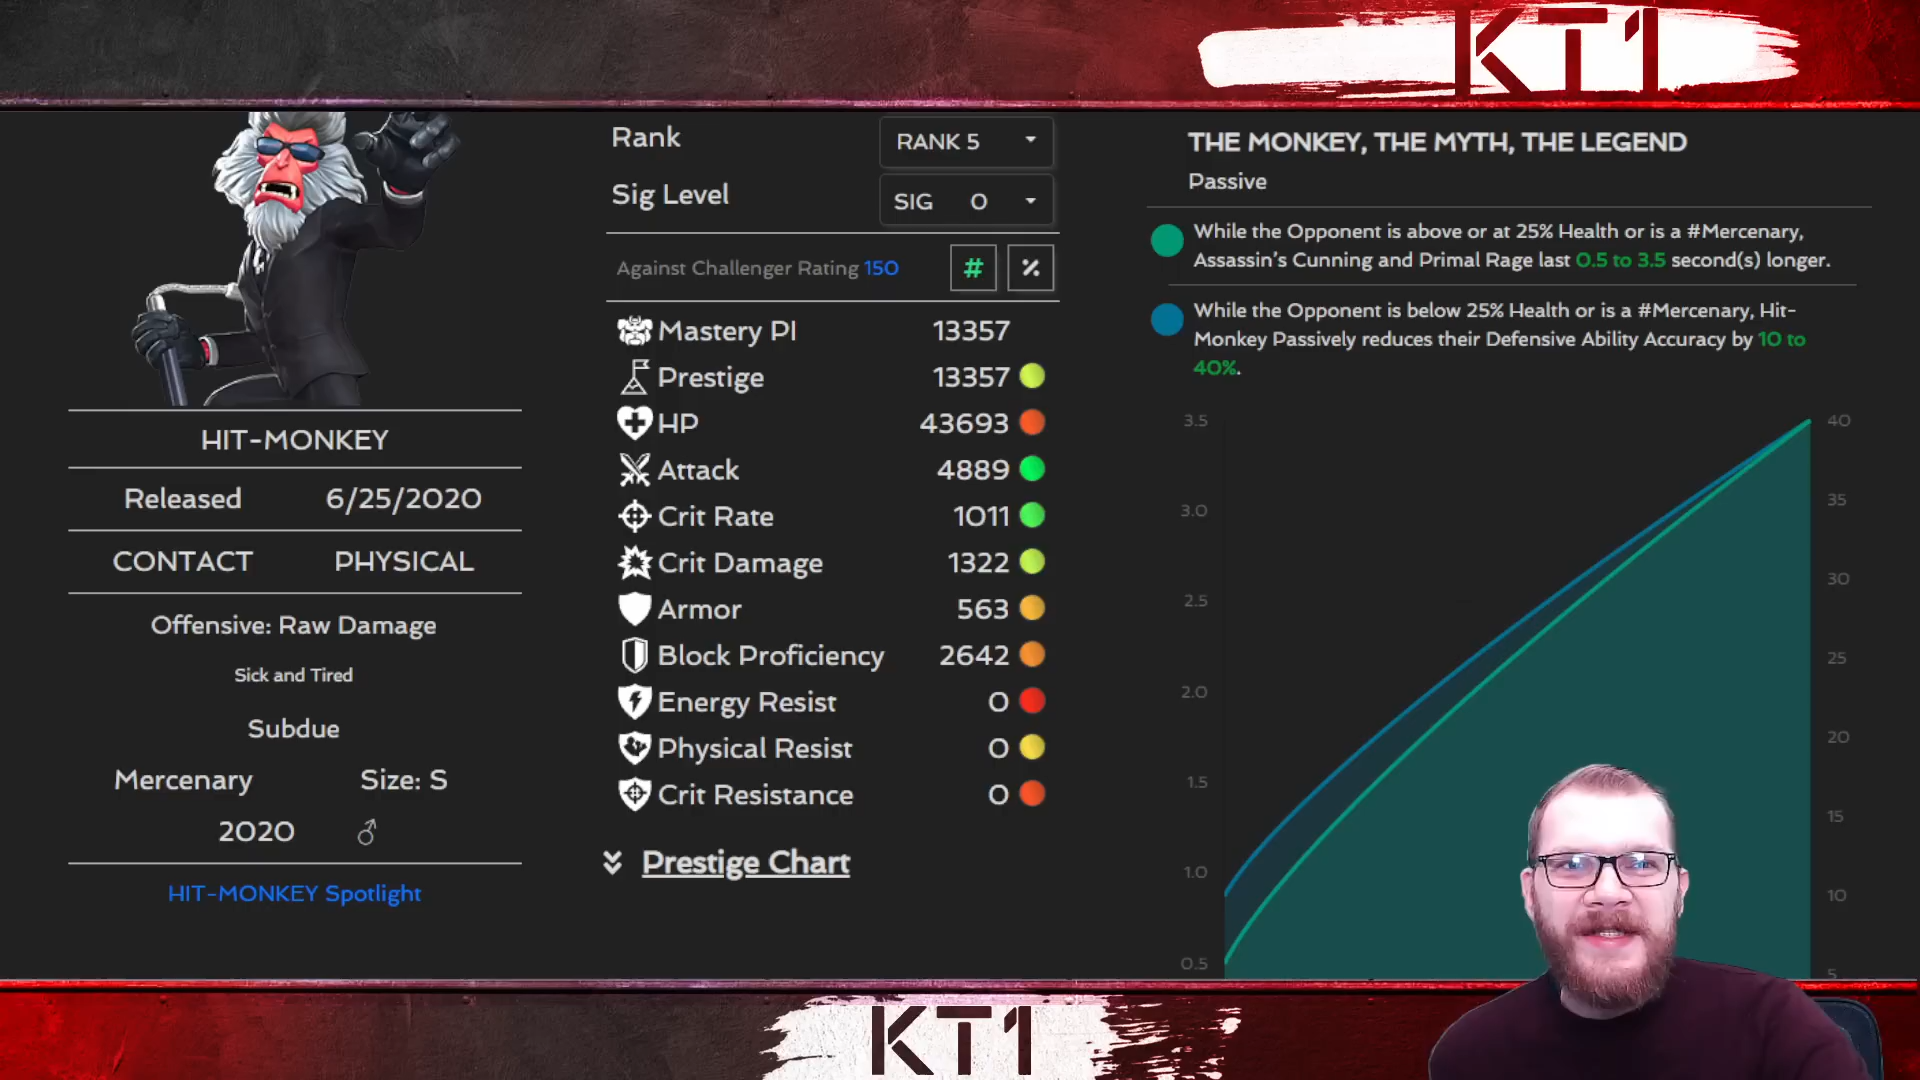 KT1
HIT-MONKEY
Released 6/25/2020
CONTACT PHYSICAL
Offensive: Raw Damage
Sick and Tired
Subdue
Mercenary Size: S
2020 ♂
HIT-MONKEY Spotlight
Rank RANK 5
Sig Level SIG 0
Against Challenger Rating 150 # %
Mastery PI 13357
Prestige 13357
HP 43693
Attack 4889
Crit Rate 1011
Crit Damage 1322
Armor 563
Block Proficiency 2642
Energy Resist 0
Physical Resist 0
Crit Resistance 0
Prestige Chart
THE MONKEY, THE MYTH, THE LEGEND
Passive
While the Opponent is above or at 25% Health or is a #Mercenary,
Assassin's Cunning and Primal Rage last 0.5 to 3.5 second(s) longer.
While the Opponent is below 25% Health or is a #Mercenary, Hit-
Monkey Passively reduces their Defensive Ability Accuracy by 10 to
40%.
3.5 40
35
3.0
30
2.5
25
2.0
20
1.5
15
1.0
10
0.5
5
KT1